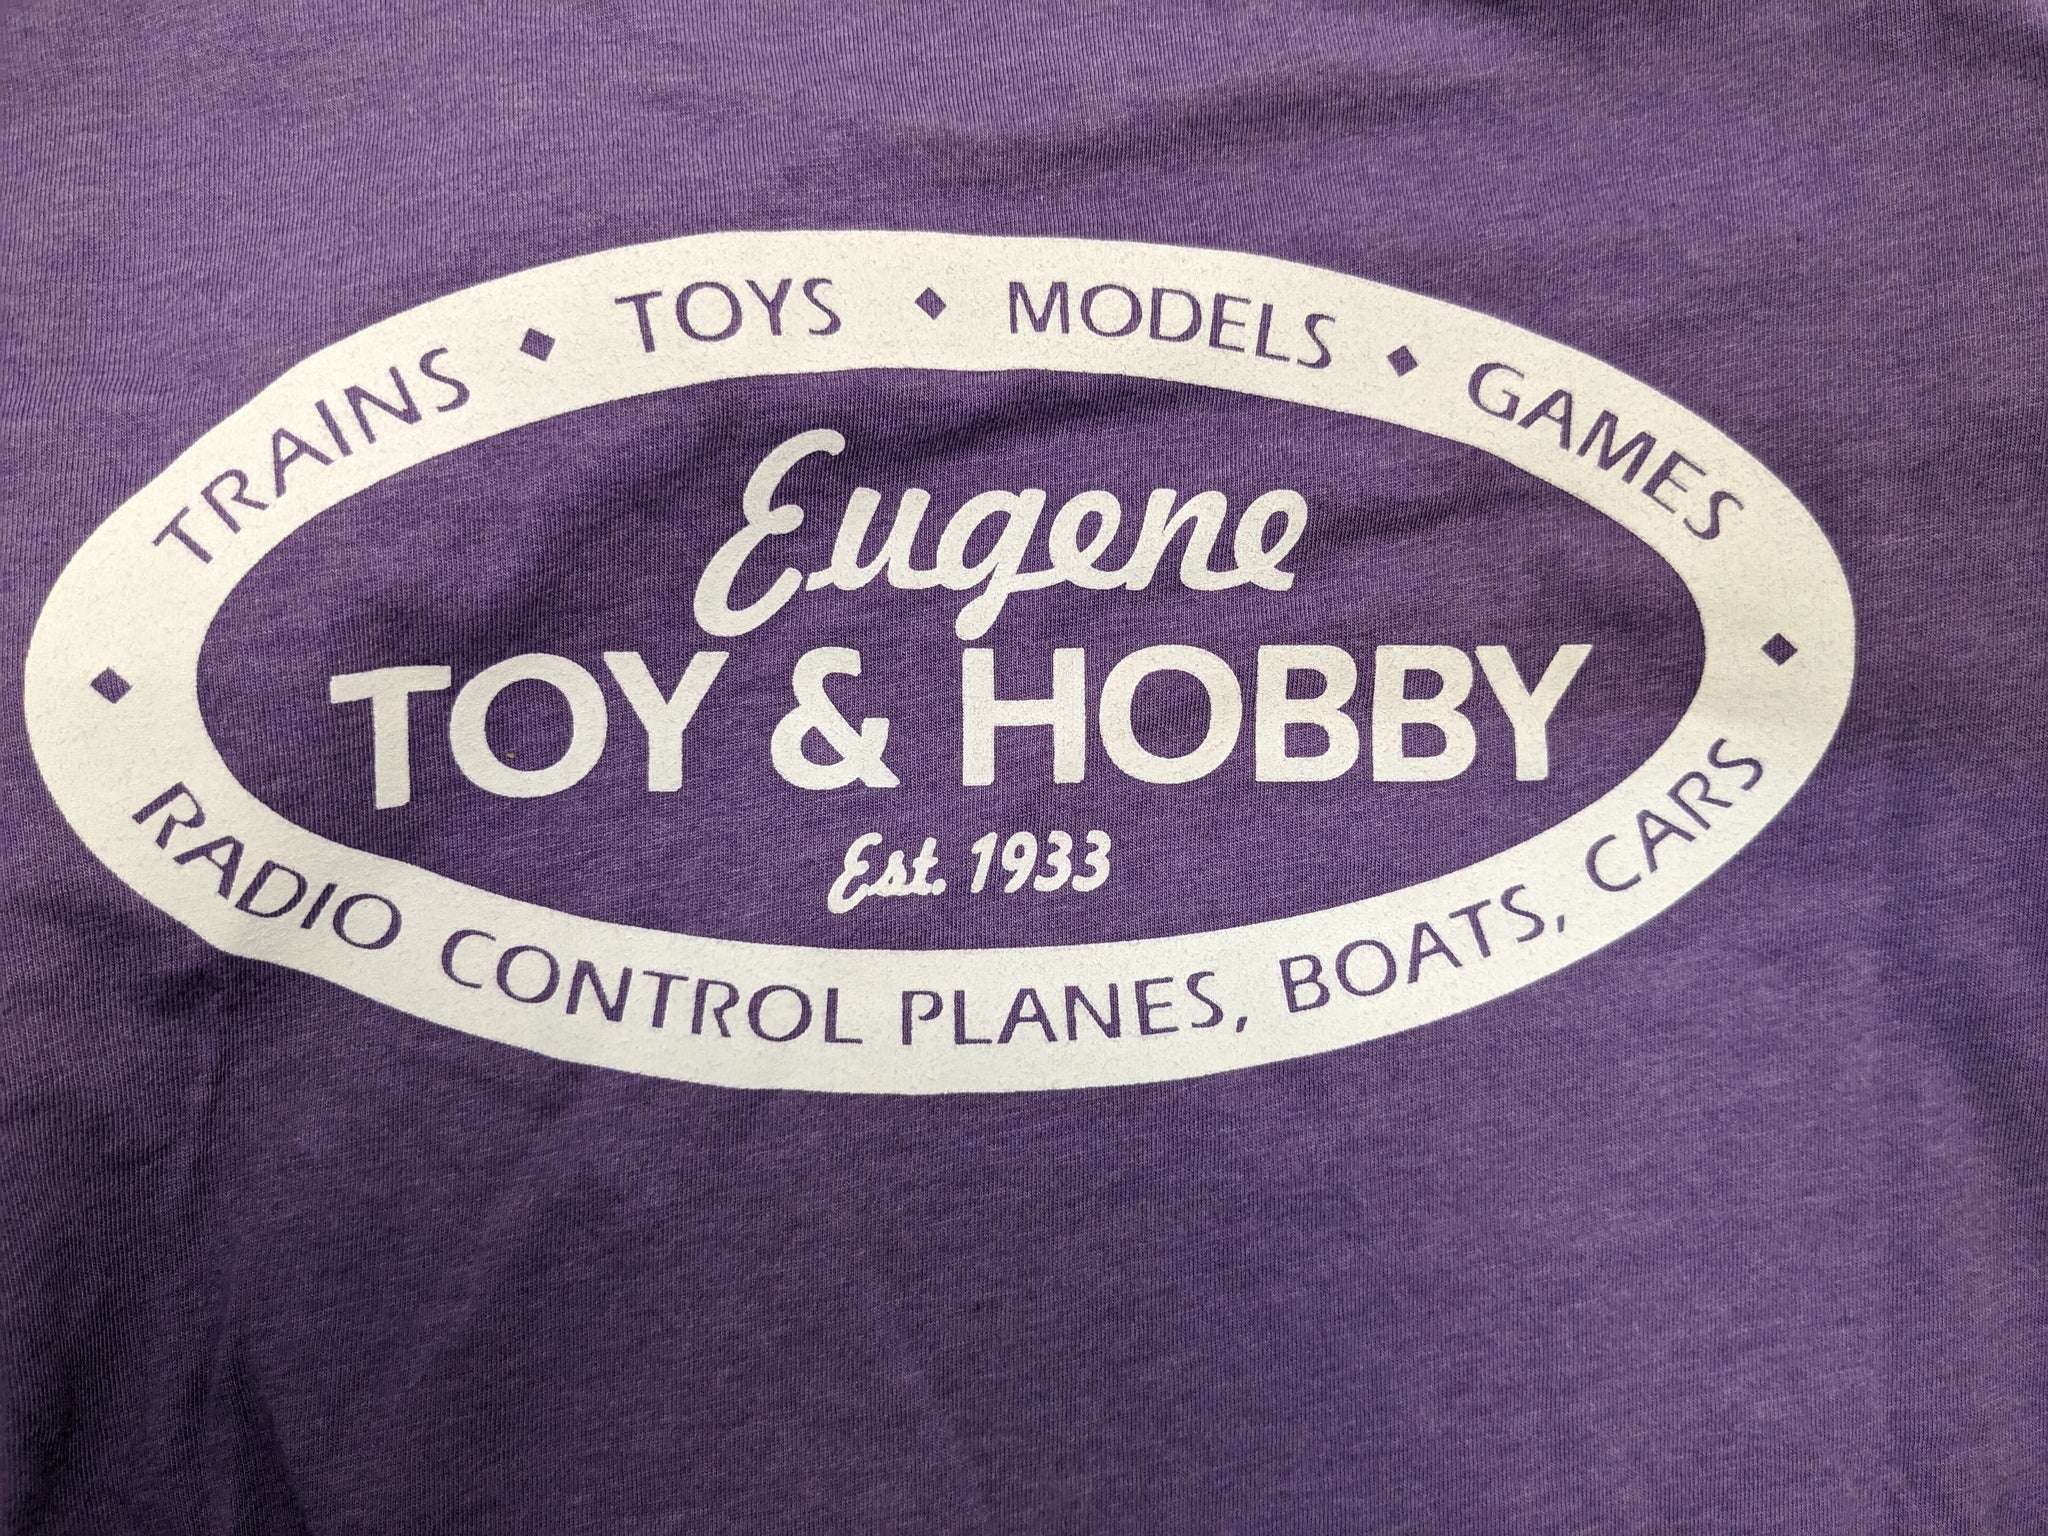 TRAINS ◆ TOYS ◆ MODELS ◆ GAMES
Eugene
TOY & HOBBY
Est. 1933
RADIO CONTROL PLANES, BOATS, CARS